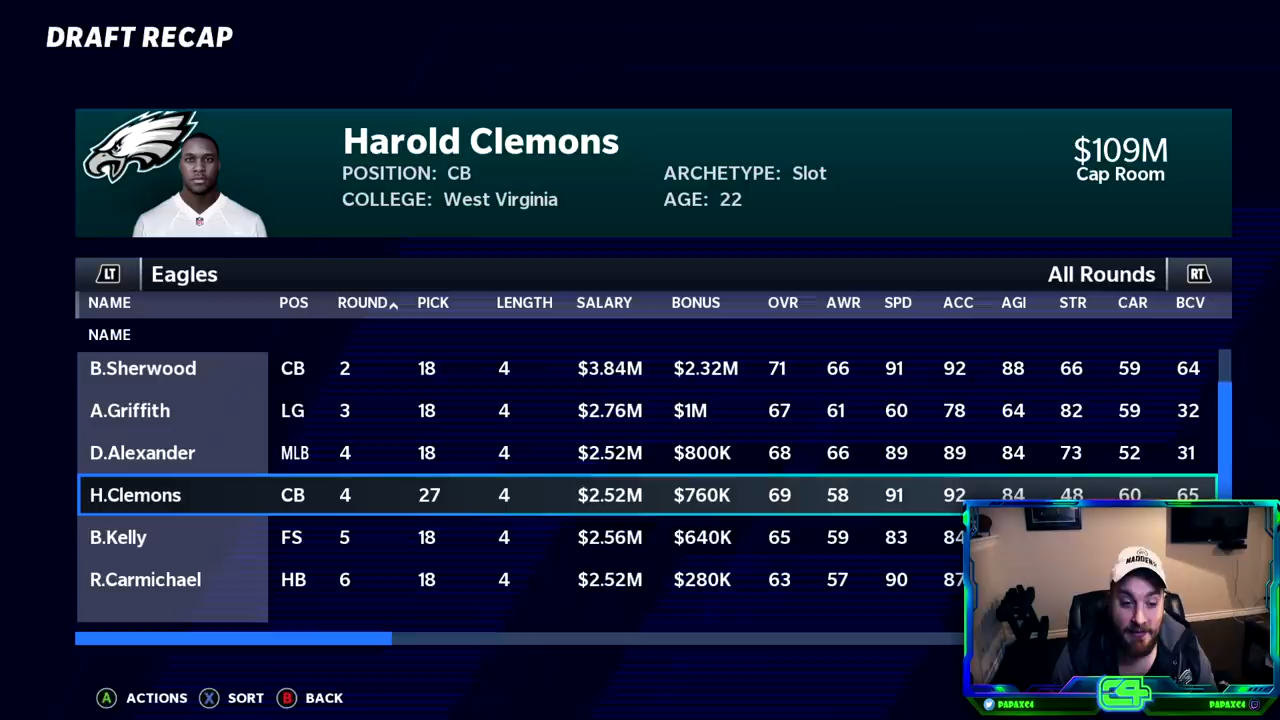 DRAFT RECAP
Harold Clemons
POSITION: CB ARCHETYPE: Slot
COLLEGE: West Virginia AGE: 22
$109M
Cap Room
LT Eagles All Rounds RT
NAME POS ROUND PICK LENGTH SALARY BONUS OVR AWR SPD ACC AGI STR CAR BCV
NAME
B.Sherwood CB 2 18 4 $3.84M $2.32M 71 66 91 92 88 66 59 64
A.Griffith LG 3 18 4 $2.76M $1M 67 61 60 78 64 82 59 32
D.Alexander MLB 4 18 4 $2.52M $800K 68 66 89 89 84 73 52 31
H.Clemons CB 4 27 4 $2.52M $760K 69 58 91 92 84 48 60 65
B.Kelly FS 5 18 4 $2.56M $640K 65 59 83 84
R.Carmichael HB 6 18 4 $2.52M $280K 63 57 90 87
MADDEN
A ACTIONS X SORT B BACK
PAPAXC4 C4 PAPAXC4